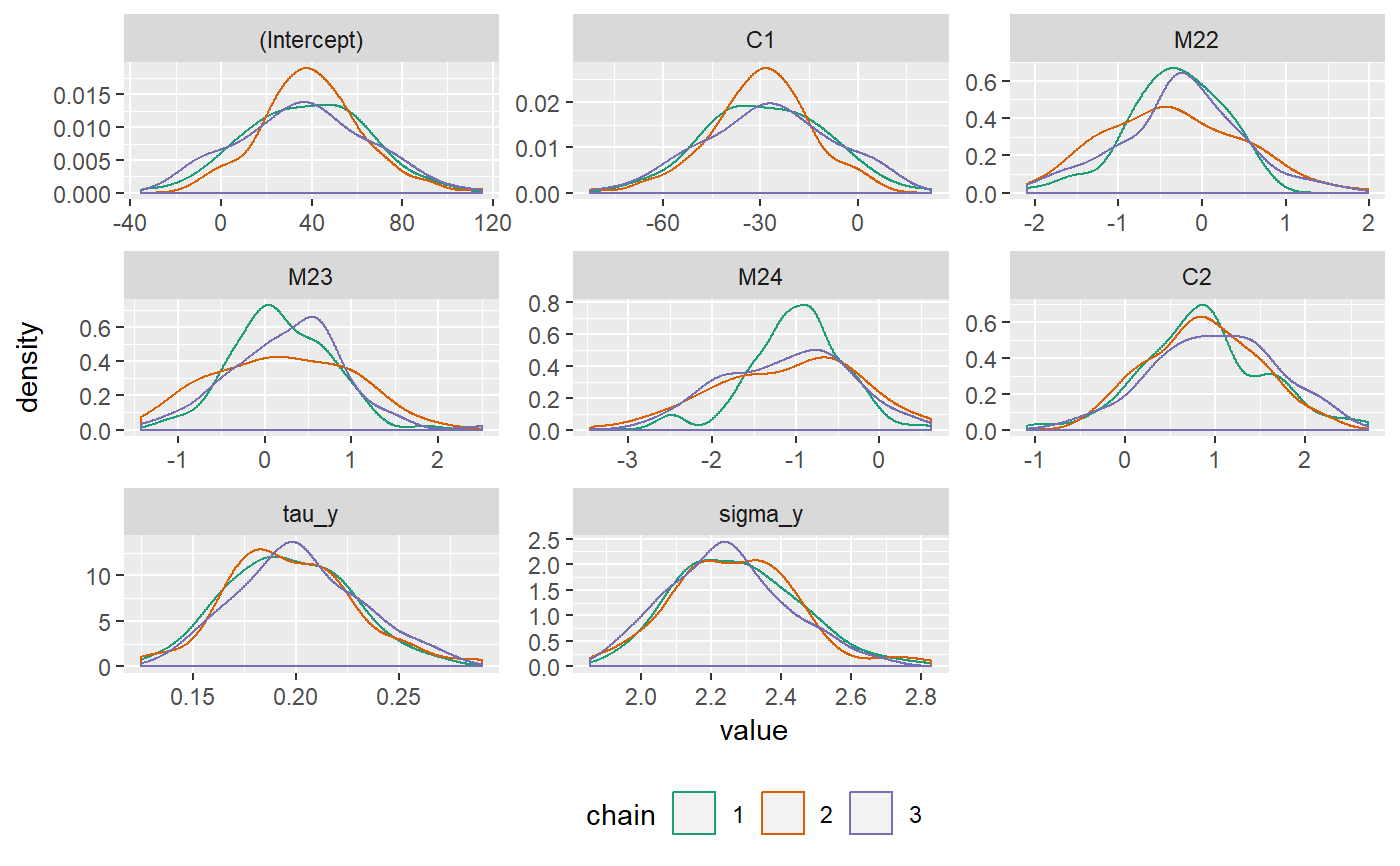 (Intercept) C1 M22
0.015 0.010 0.005 0.000
-40 0 40 80 120
0.02 0.01 0.00
-60 -30 0
0.6 0.4 0.2 0.0
-2 -1 0 1 2
M23 M24 C2
0.6 0.4 0.2 0.0
-1 0 1 2
0.8 0.6 0.4 0.2 0.0
-3 -2 -1 0
0.6 0.4 0.2 0.0
-1 0 1 2
density
tau_y sigma_y
10 5 0
0.15 0.20 0.25
2.5 2.0 1.5 1.0 0.5 0.0
2.0 2.2 2.4 2.6 2.8
value
chain 1 2 3